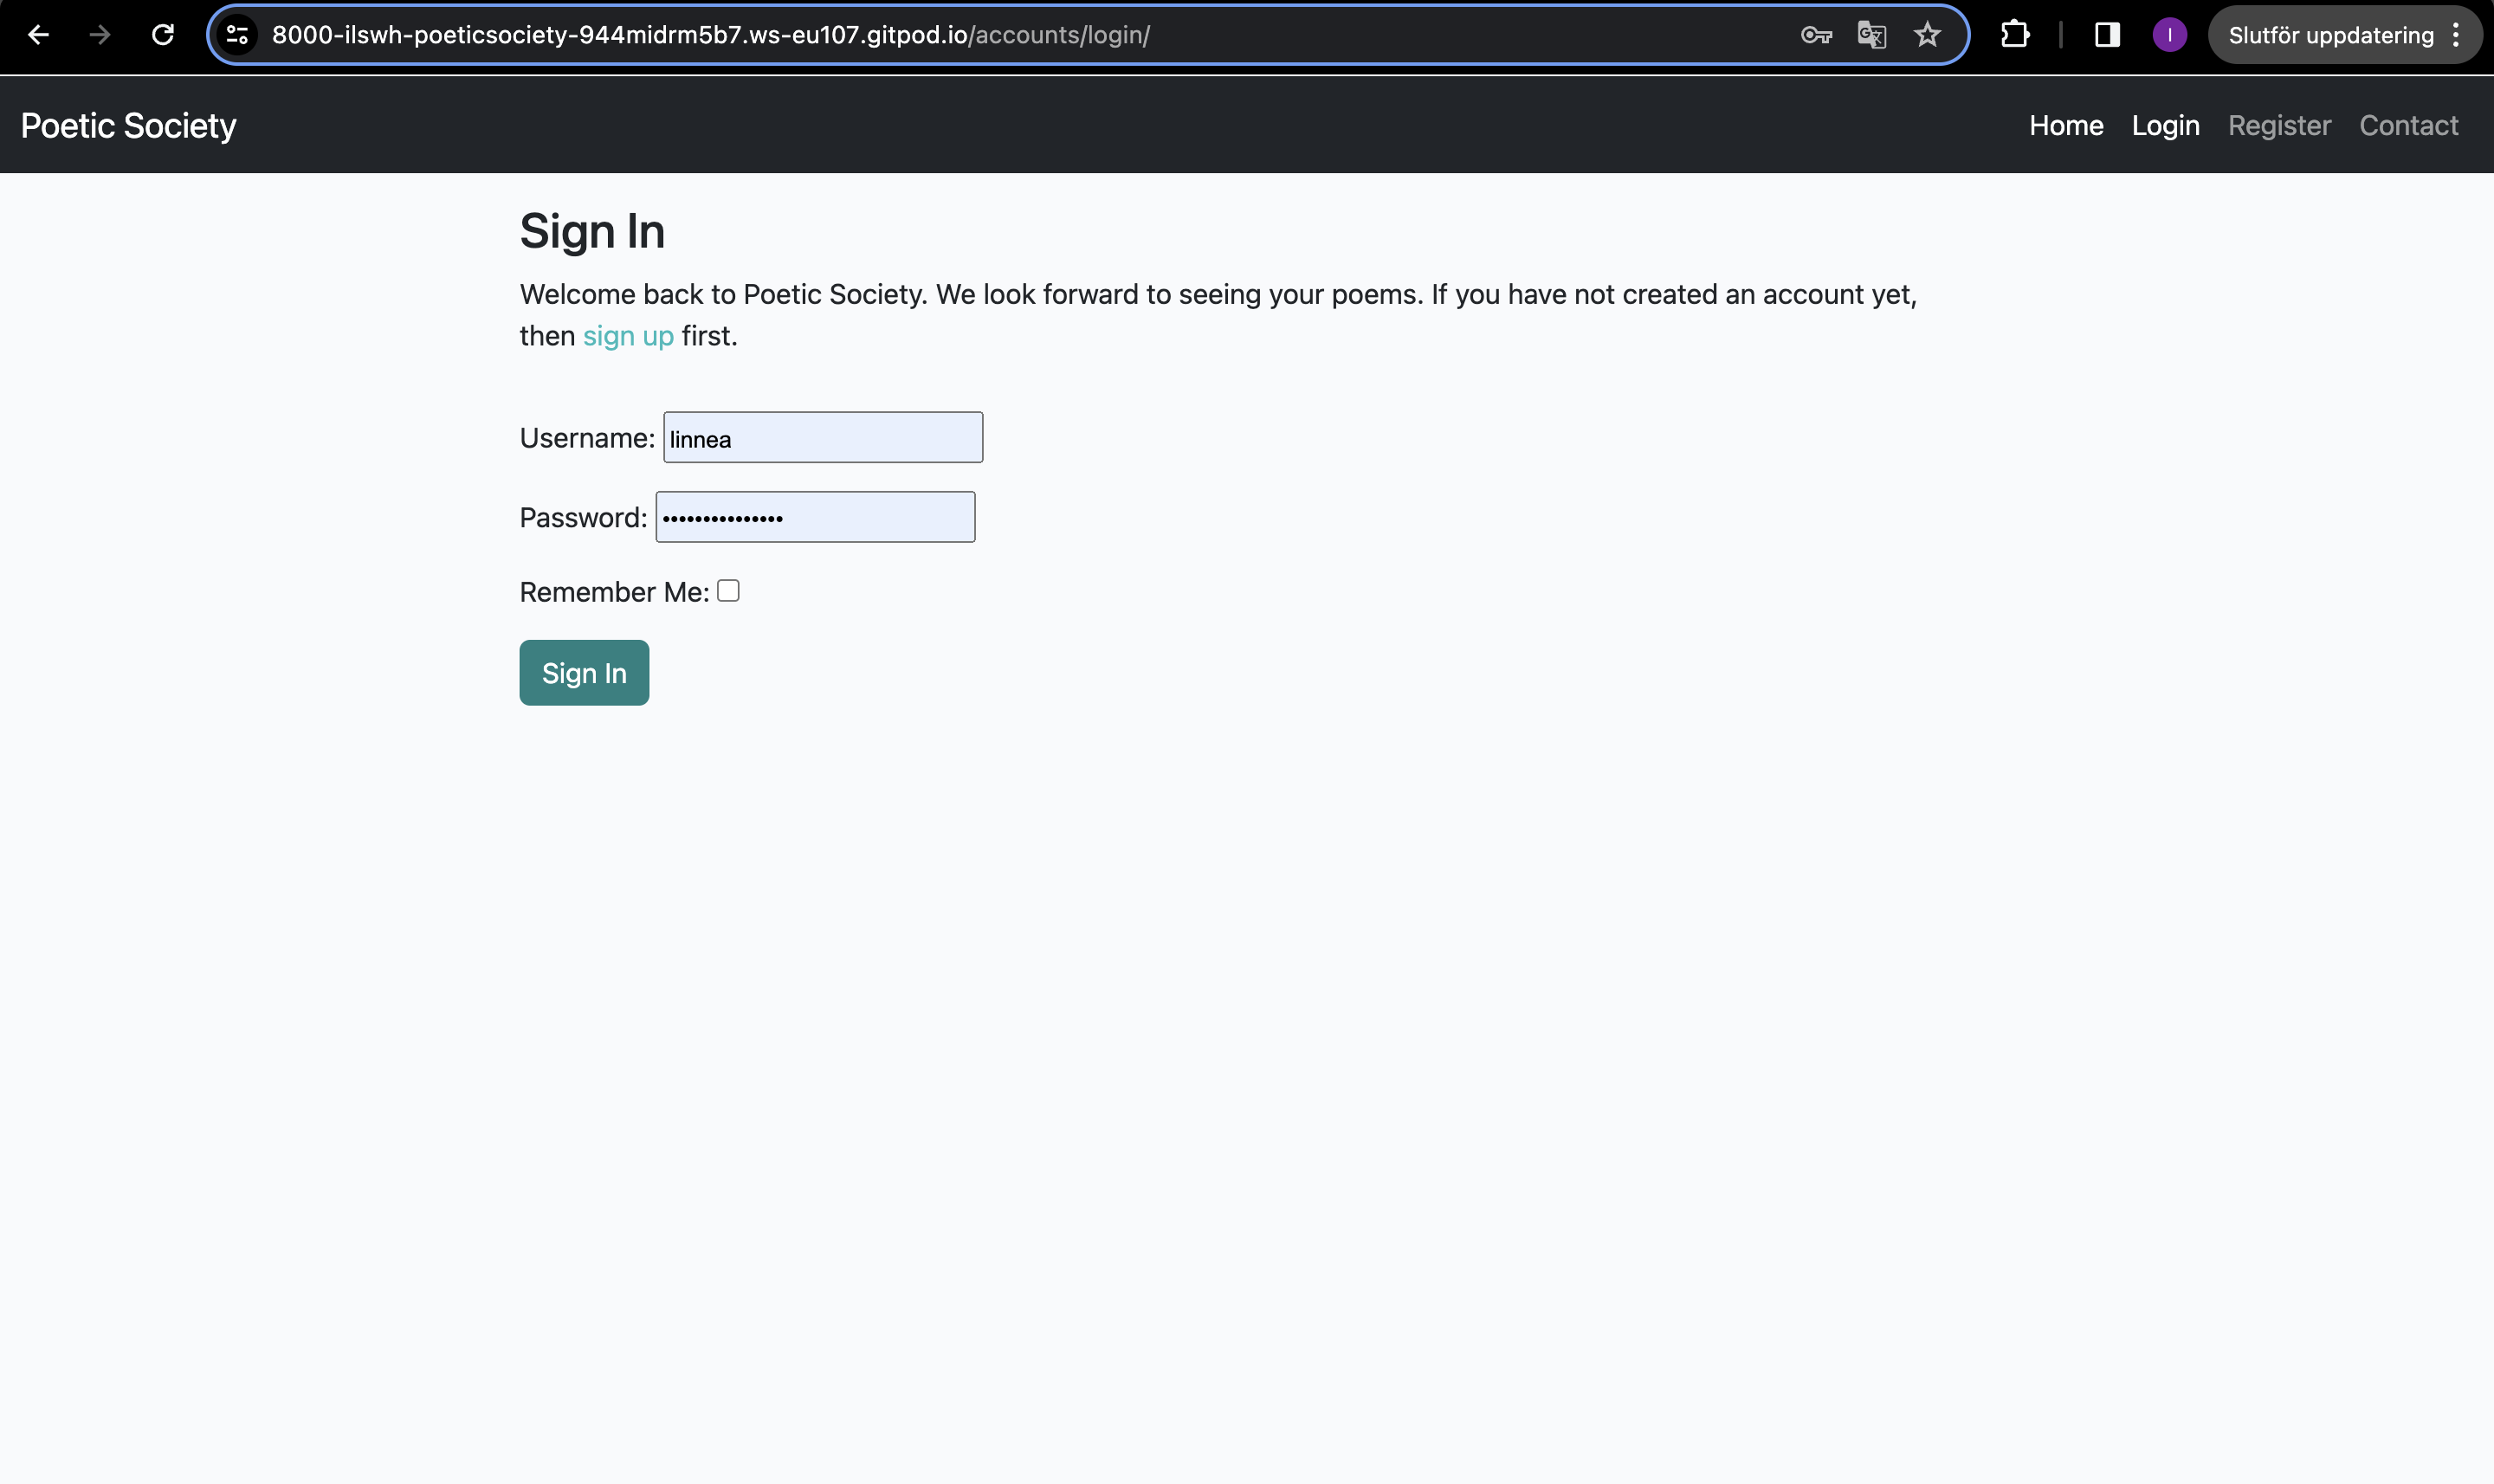 8000-ilswh-poeticsociety-944midrm5b7.ws-eu107.gitpod.io/accounts/login/
I
Slutför uppdatering
Poetic Society
Home Login Register Contact
Sign In
Welcome back to Poetic Society. We look forward to seeing your poems. If you have not created an account yet,
then sign up first.
Username: linnea
Password: •••••••••••••••
Remember Me:
Sign In